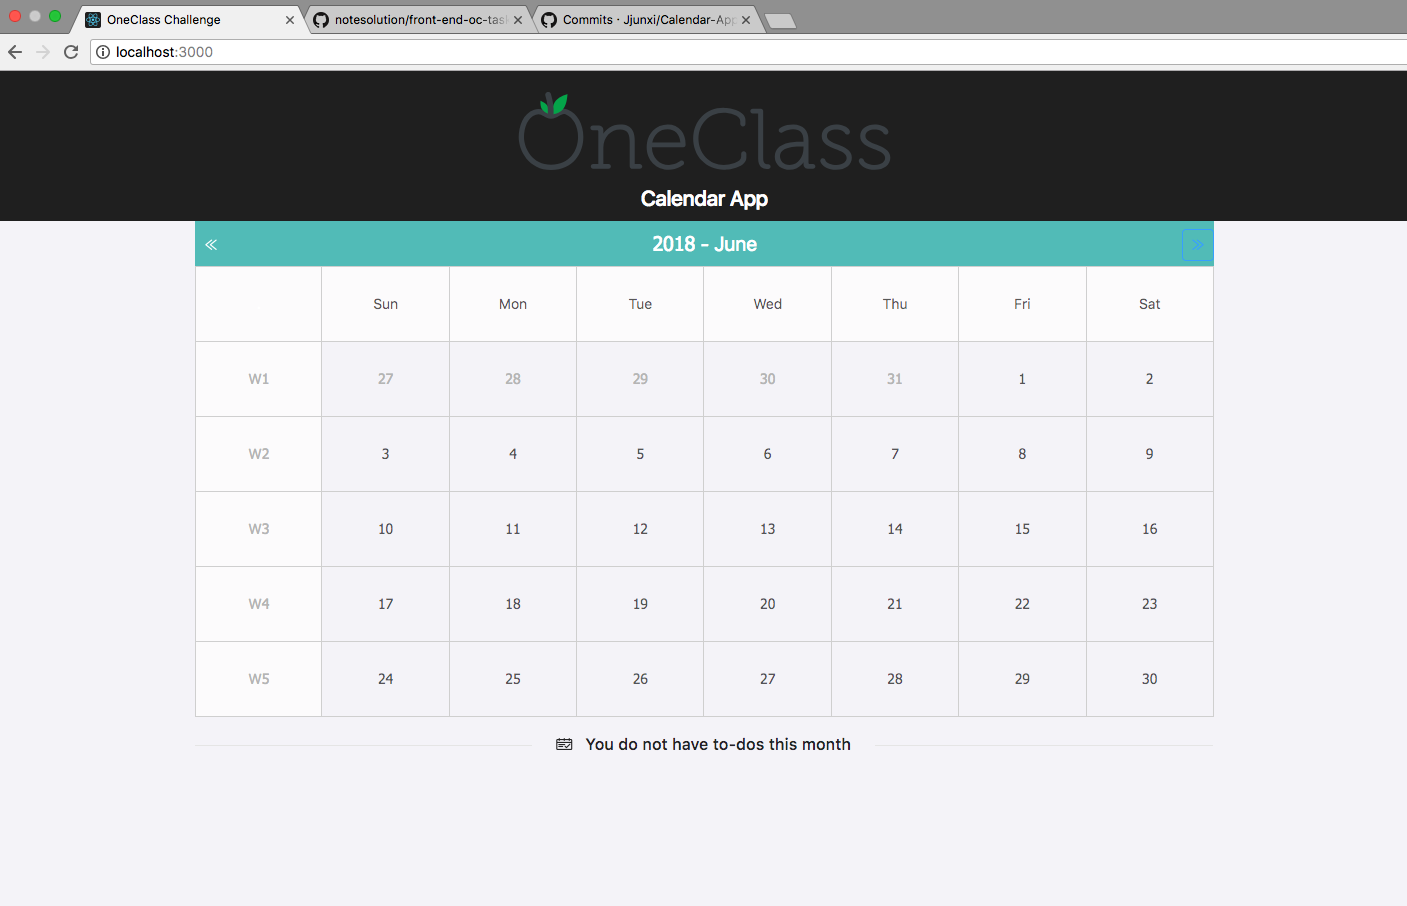 OneClass Challenge
notesolution/front-end-oc-task
Commits · Jjunxi/Calendar-App
localhost:3000
OneClass
Calendar App
2018 - June
Sun Mon Tue Wed Thu Fri Sat
W1 27 28 29 30 31 1 2
W2 3 4 5 6 7 8 9
W3 10 11 12 13 14 15 16
W4 17 18 19 20 21 22 23
W5 24 25 26 27 28 29 30
You do not have to-dos this month